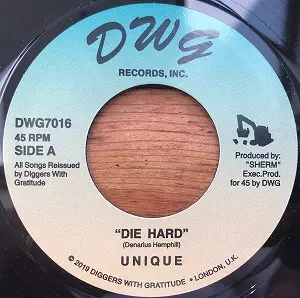 DWG
RECORDS, INC.
DWG7016
45 RPM
SIDE A
All Songs Reissued
by Diggers With
Gratitude
Produced by:
"SHERM"
Exec.Prod.
for 45 by DWG
"DIE HARD"
(Denarius Hemphill)
UNIQUE
© 2019 DIGGERS WITH GRATITUDE • LONDON, U.K.